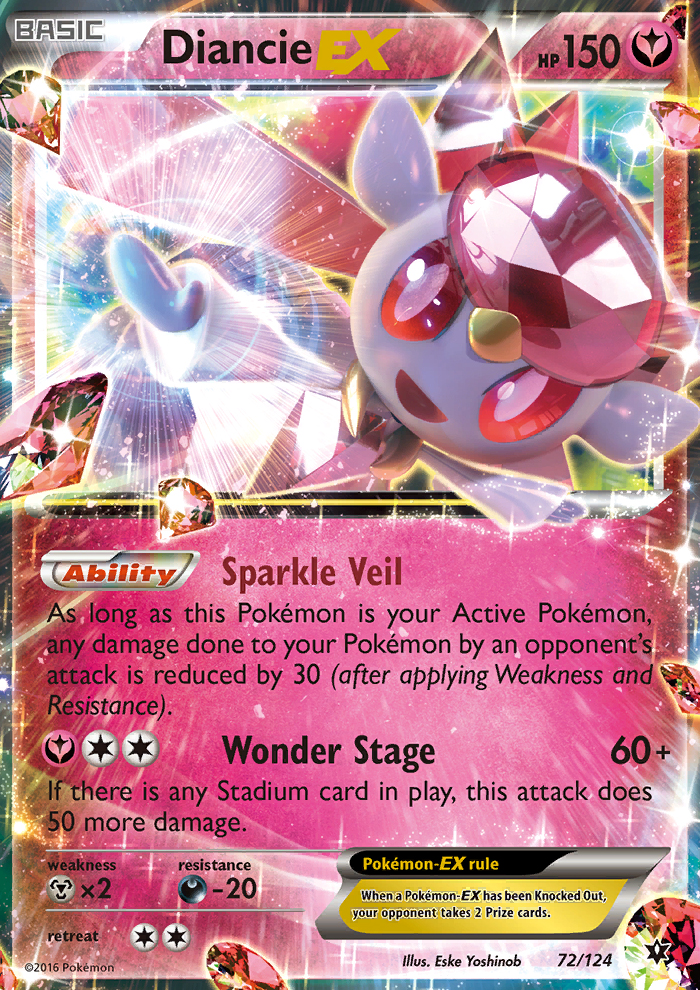 BASIC
Diancie EX
HP 150
Ability Sparkle Veil
As long as this Pokémon is your Active Pokémon,
any damage done to your Pokémon by an opponent's
attack is reduced by 30 (after applying Weakness and
Resistance).
Wonder Stage 60+
If there is any Stadium card in play, this attack does
50 more damage.
weakness resistance
×2 -20
retreat
Pokémon-EX rule
When a Pokémon-EX has been Knocked Out,
your opponent takes 2 Prize cards.
©2016 Pokémon
Illus. Eske Yoshinob 72/124